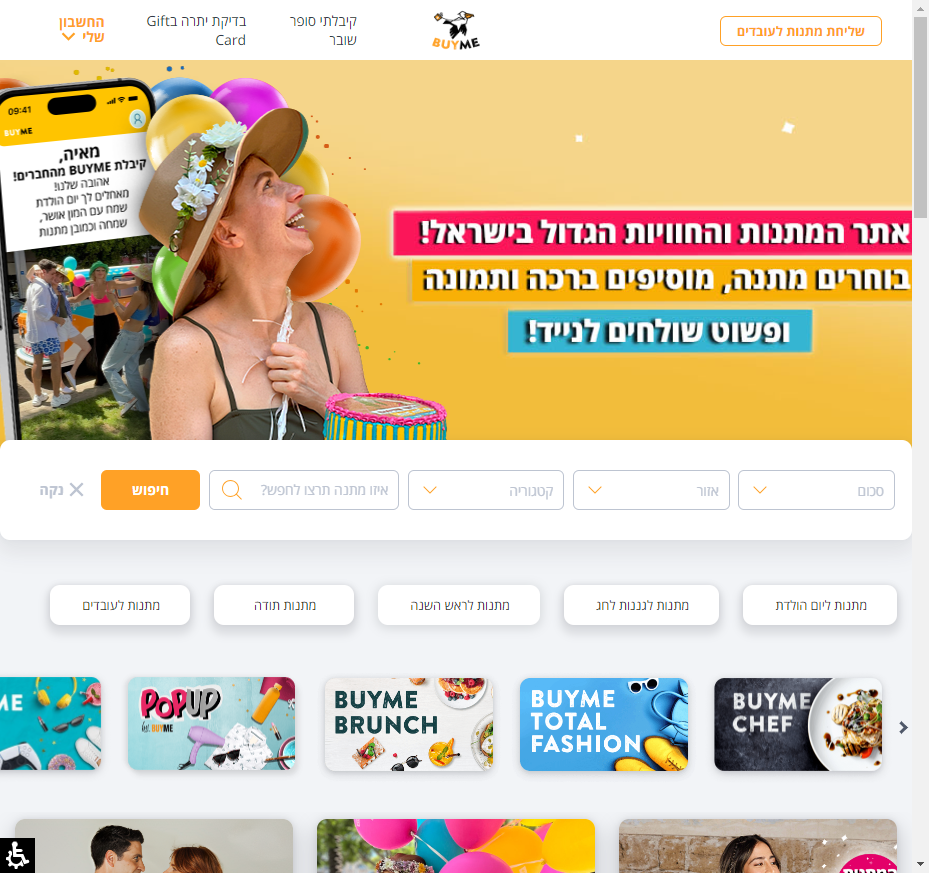 שליחת מתנות לעובדים
BUYME
קיבלתי סופר
שובר
בדיקת יתרה בGift
Card
החשבון
שלי
09:41
BUYME
מאיה,
קיבלת BUYME מהחברים!
אהובה שלנו!
מאחלים לך יום הולדת
שמח עם המון אושר,
שמחה וכמובן מתנות
אתר המתנות והחוויות הגדול בישראל!
בוחרים מתנה, מוסיפים ברכה ותמונה
ופשוט שולחים לנייד!
סכום
אזור
קטגוריה
איזו מתנה תרצו לחפש?
חיפוש
נקה
מתנות ליום הולדת
מתנות לגננות לחג
מתנות לראש השנה
מתנות תודה
מתנות לעובדים
BUYME
CHEF
BUYME
TOTAL
FASHION
BUYME
BRUNCH
POPUP
by BUYME
ME